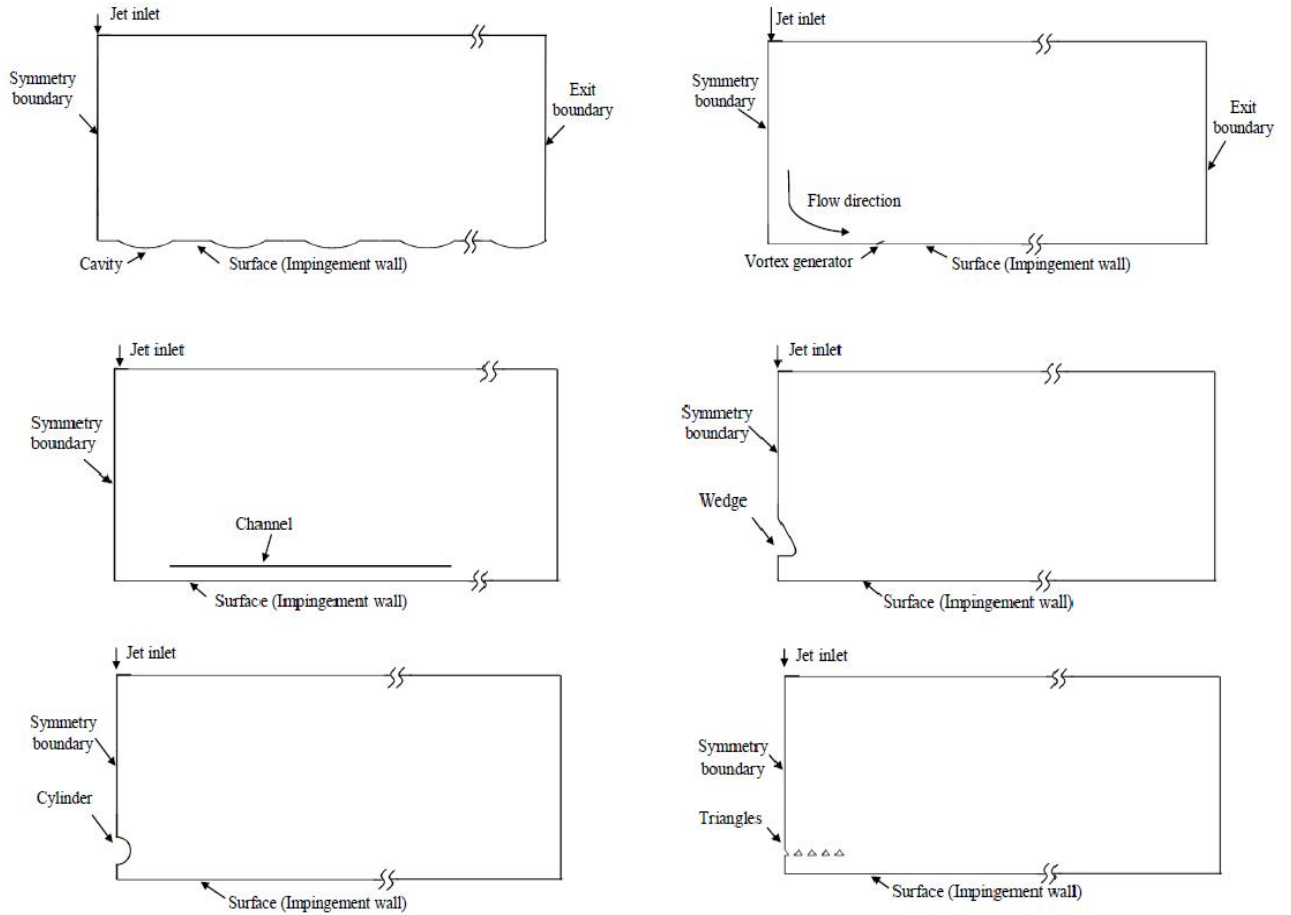 Jet inlet
Symmetry
boundary
Exit
boundary
Cavity
Surface (Impingement wall)
Jet inlet
Symmetry
boundary
Exit
boundary
Flow direction
Vortex generator
Surface (Impingement wall)
Jet inlet
Symmetry
boundary
Channel
Surface (Impingement wall)
Jet inlet
Symmetry
boundary
Wedge
Surface (Impingement wall)
Jet inlet
Symmetry
boundary
Cylinder
Surface (Impingement wall)
Jet inlet
Symmetry
boundary
Triangles
Surface (Impingement wall)